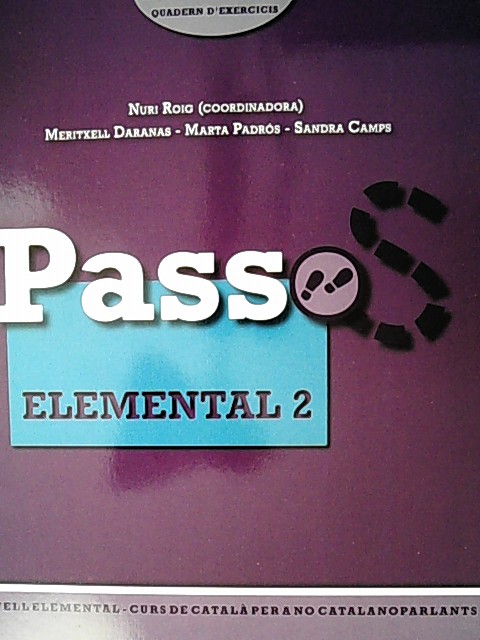 QUADERN D'EXERCICIS
NURI ROIG (COORDINADORA)
MERITXELL DARANAS - MARTA PADRÓS - SANDRA CAMPS
PassoS
ELEMENTAL 2
ELEMENTAL - CURS DE CATALÀ PER A NO CATALANOPARLANTS